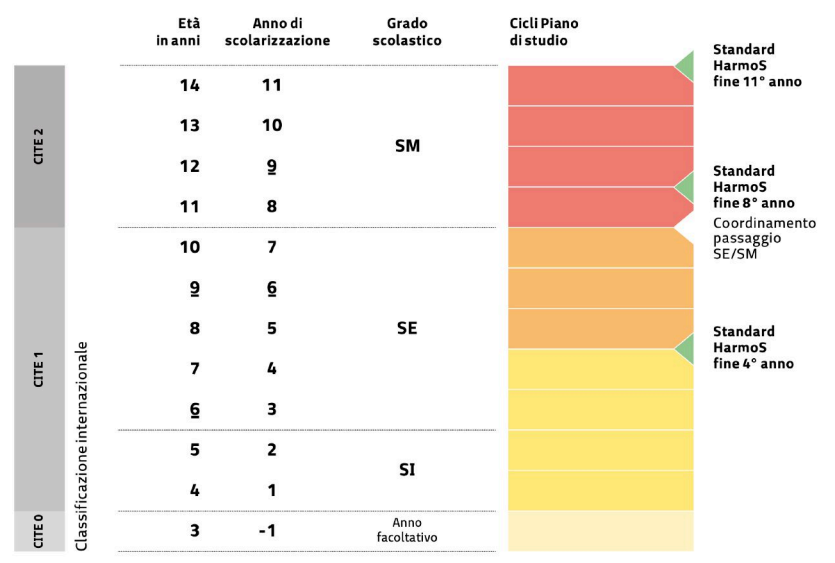 Età
in anni
Anno di
scolarizzazione
Grado
scolastico
Cicli Piano
di studio
Standard
HarmoS
fine 11° anno
14 11
13 10
CITE 2
SM
12 9
Standard
HarmoS
fine 8° anno
11 8
Coordinamento
passaggio
SE/SM
10 7
9 6
8 5
SE
Standard
HarmoS
fine 4° anno
7 4
CITE 1
Classificazione internazionale
6 3
5 2
SI
4 1
CITE 0
3 -1
Anno
facoltativo